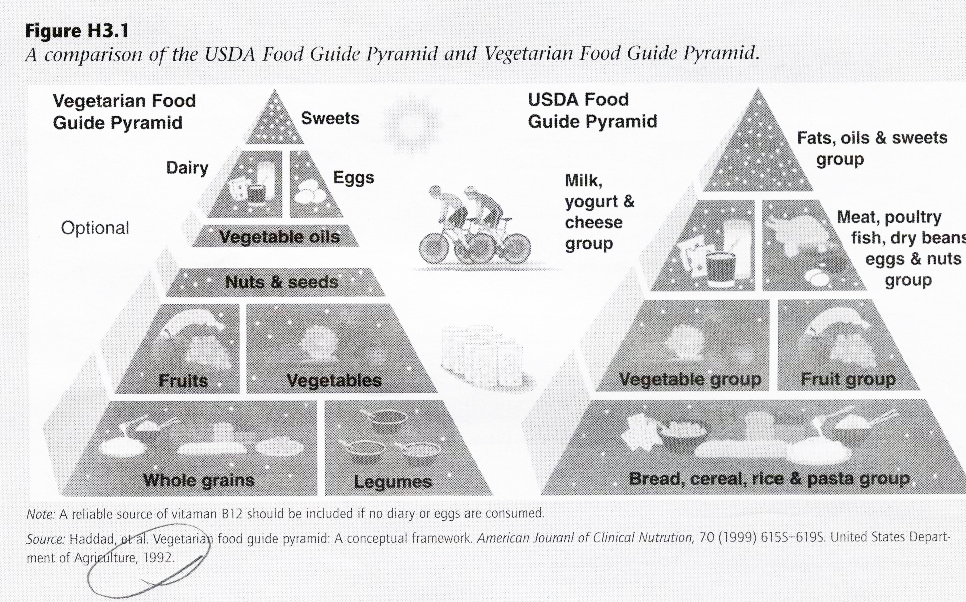 Figure H3.1
A comparison of the USDA Food Guide Pyramid and Vegetarian Food Guide Pyramid.
Vegetarian Food
Guide Pyramid
Sweets
Dairy
Eggs
Optional
Vegetable oils
Nuts & seeds
Fruits
Vegetables
Whole grains
Legumes
USDA Food
Guide Pyramid
Fats, oils & sweets
group
Milk,
yogurt &
cheese
group
Meat, poultry
fish, dry beans
eggs & nuts
group
Vegetable group
Fruit group
Bread, cereal, rice & pasta group
Note: A reliable source of vitaman B12 should be included if no diary or eggs are consumed.
Source: Haddad, et al. Vegetarian food guide pyramid: A conceptual framework. American Jouranl of Clinical Nutrution, 70 (1999) 615S–619S. United States Depart-
ment of Agriculture, 1992.